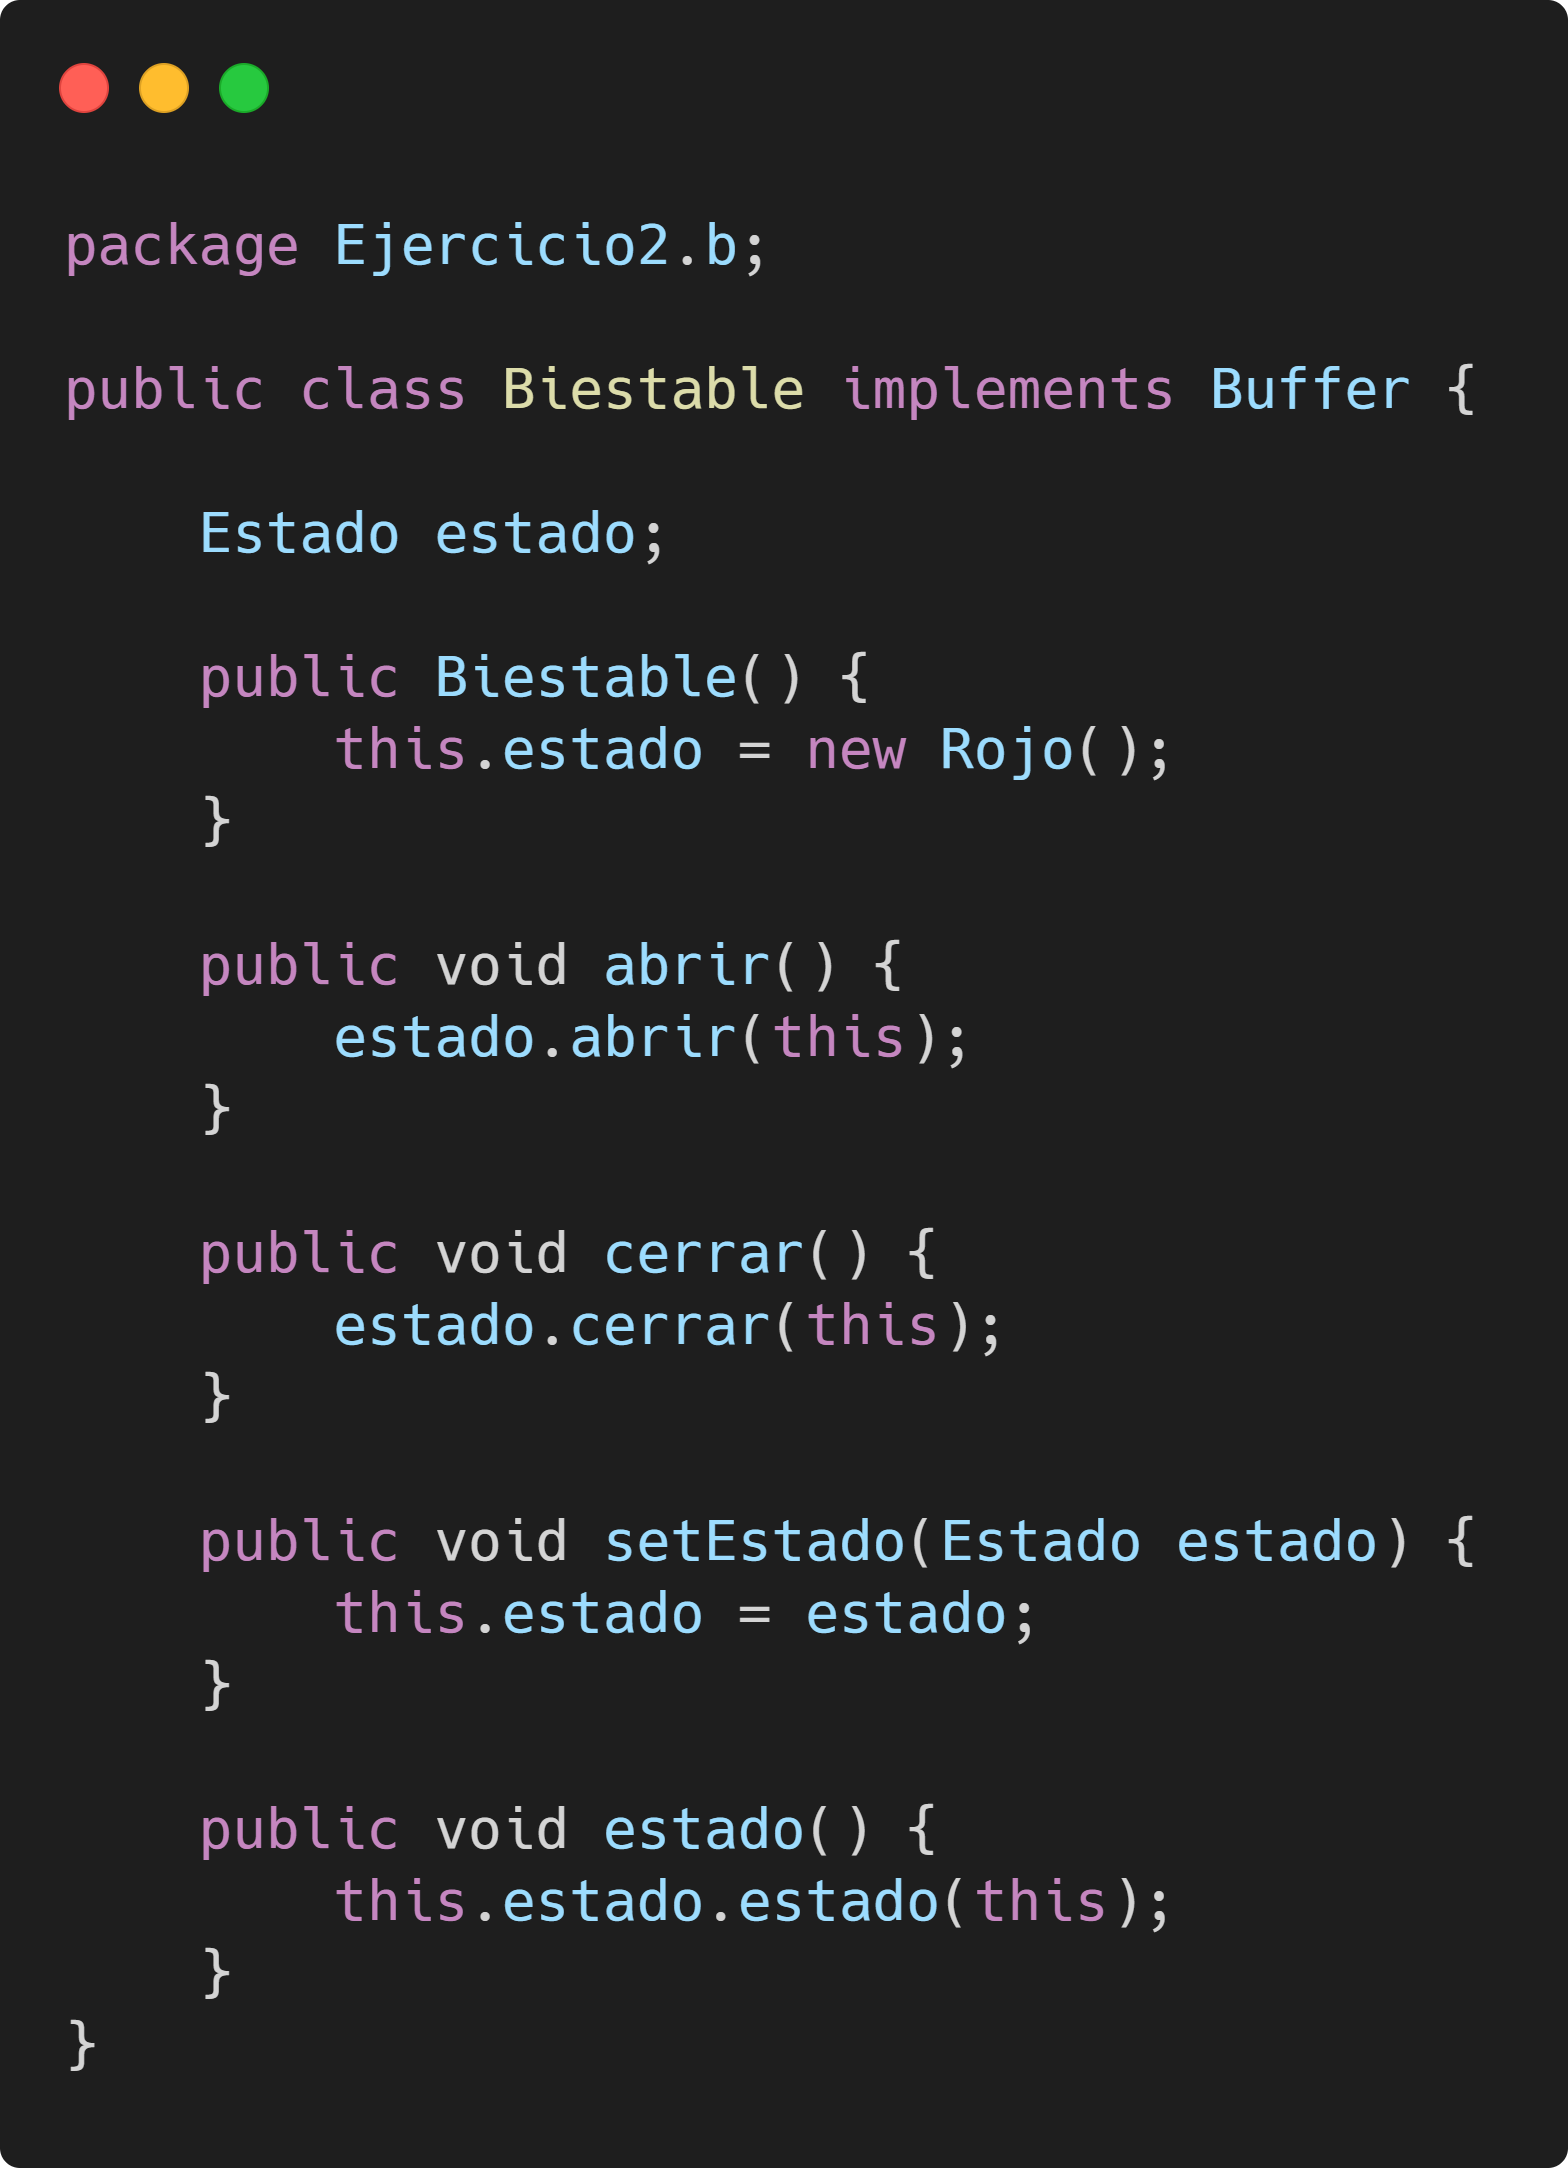 package Ejercicio2.b;
public class Biestable implements Buffer {
    Estado estado;
    public Biestable() {
        this.estado = new Rojo();
    }
    public void abrir() {
        estado.abrir(this);
    }
    public void cerrar() {
        estado.cerrar(this);
    }
    public void setEstado(Estado estado) {
        this.estado = estado;
    }
    public void estado() {
        this.estado.estado(this);
    }
}